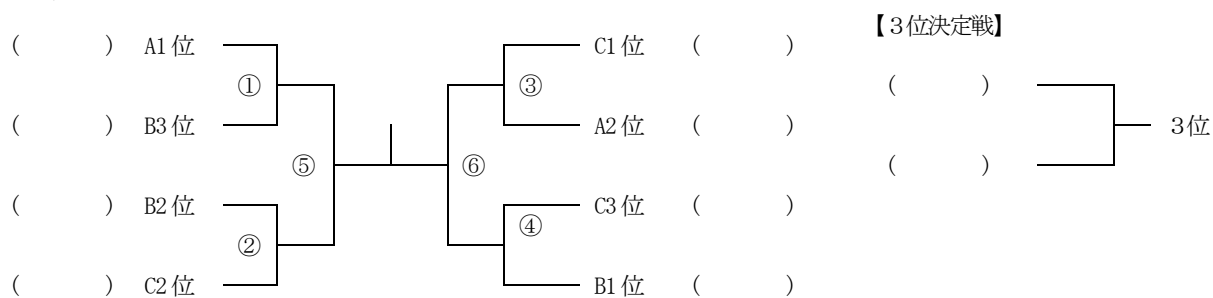 【３位決定戦】
(　　　) A1位 C1位 (　　　)
① ③ (　　　)
(　　　) B3位 A2位 (　　　) ３位
⑤ ⑥ (　　　)
(　　　) B2位 C3位 (　　　)
② ④
(　　　) C2位 B1位 (　　　)